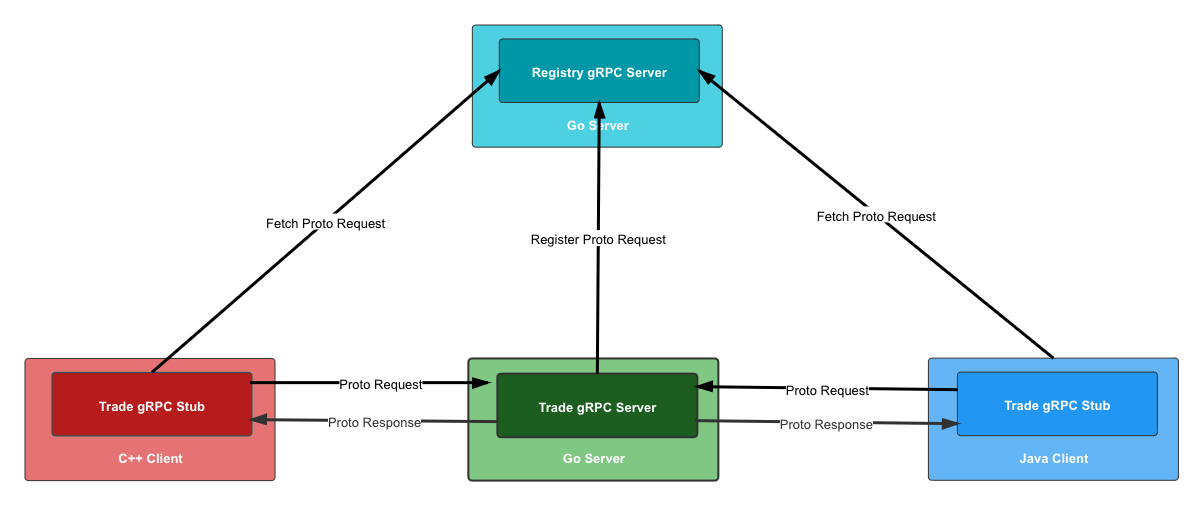 Registry gRPC Server
Go Server
Fetch Proto Request
Fetch Proto Request
Register Proto Request
Proto Request
Proto Request
Trade gRPC Stub
Trade gRPC Server
Trade gRPC Stub
Proto Response
Proto Response
C++ Client
Go Server
Java Client